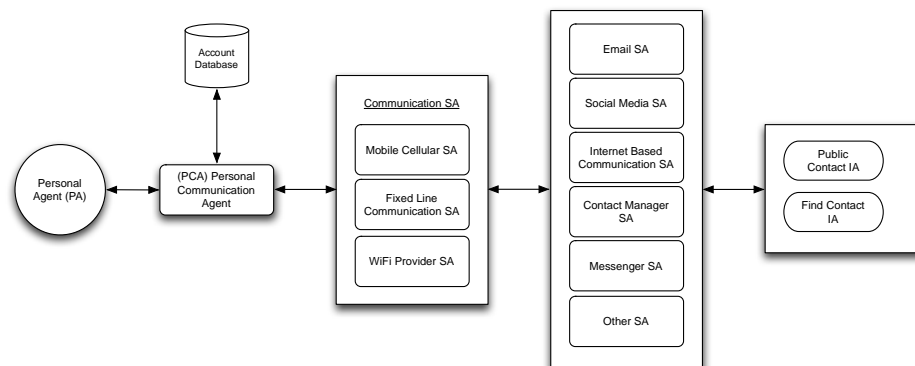 Account
Database
Personal
Agent (PA)
(PCA) Personal
Communication
Agent
Communication SA
Mobile Cellular SA
Fixed Line
Communication SA
WiFi Provider SA
Email SA
Social Media SA
Internet Based
Communication SA
Contact Manager
SA
Messenger SA
Other SA
Public
Contact IA
Find Contact
IA